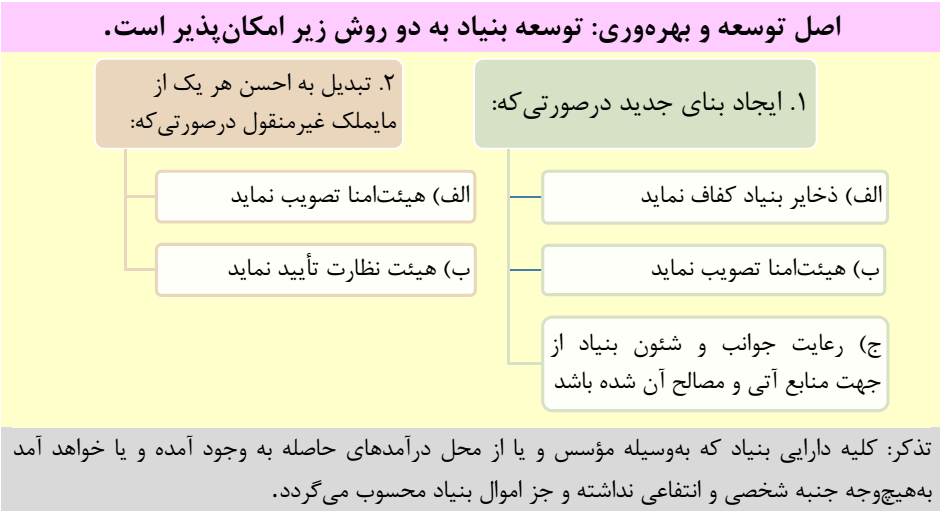 اصل توسعه و بهره‌وری: توسعه بنیاد به دو روش زیر امکان‌پذیر است.
۱. ایجاد بنای جدید درصورتی‌که:
الف) ذخایر بنیاد کفاف نماید
ب) هیئت‌امنا تصویب نماید
ج) رعایت جوانب و شئون بنیاد از
جهت منابع آتی و مصالح آن شده باشد
۲. تبدیل به احسن هر یک از
مایملک غیرمنقول درصورتی‌که:
الف) هیئت‌امنا تصویب نماید
ب) هیئت نظارت تأیید نماید
تذکر: کلیه دارایی بنیاد که به‌وسیله مؤسس و یا از محل درآمدهای حاصله به وجود آمده و یا خواهد آمد
به‌هیچ‌وجه جنبه شخصی و انتفاعی نداشته و جز اموال بنیاد محسوب می‌گردد.